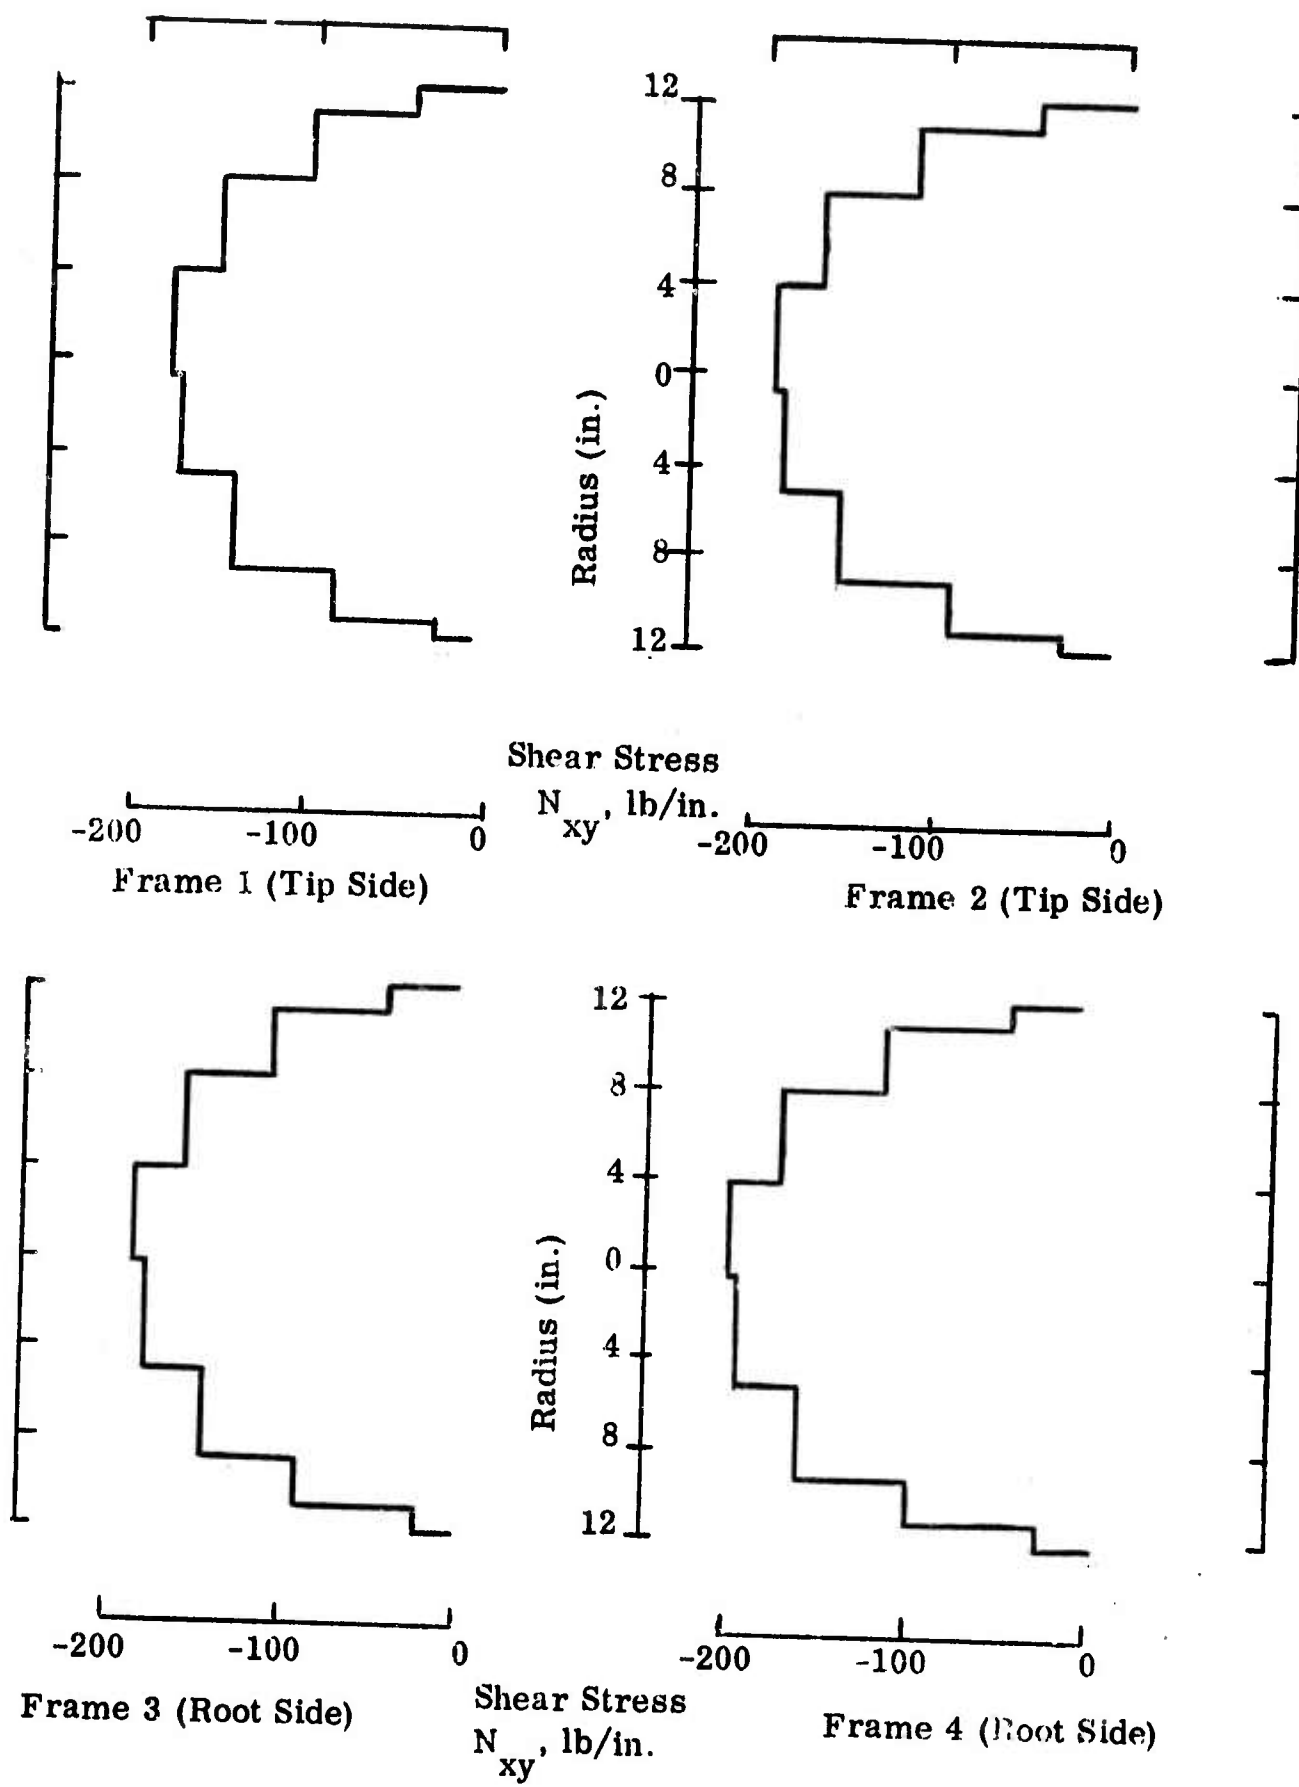 12
8
4
0
4
8
12
Radius (in.)
Shear Stress
N xy, lb/in.
-200 -100 0
-200 -100 0
Frame 1 (Tip Side)
Frame 2 (Tip Side)
12
8
4
0
4
8
12
Radius (in.)
-200 -100 0
-200 -100 0
Frame 3 (Root Side)
Shear Stress
N xy, lb/in.
Frame 4 (Root Side)